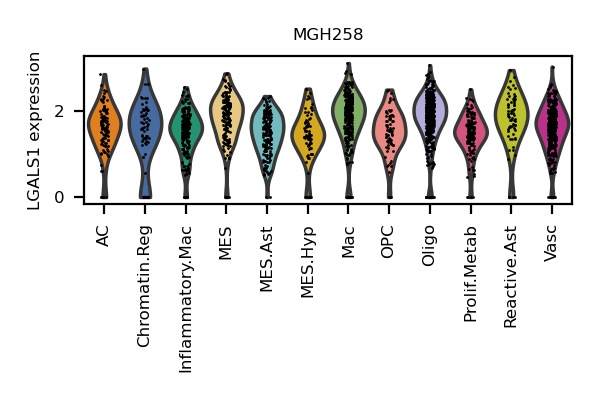 MGH258
LGALS1 expression
2
0
AC
Chromatin.Reg
Inflammatory.Mac
MES
MES.Ast
MES.Hyp
Mac
OPC
Oligo
Prolif.Metab
Reactive.Ast
Vasc